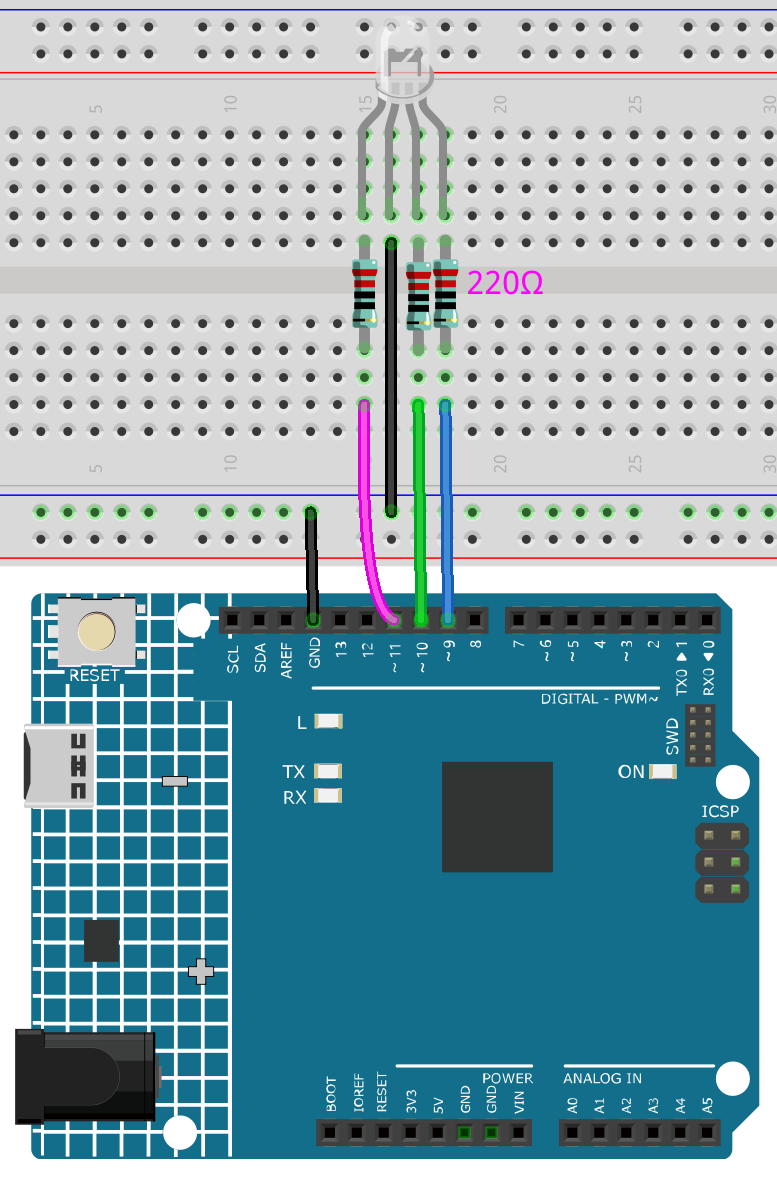 5 10 15 20 25 30
220Ω
5 10 20 25 30
RESET
SCL SDA AREF GND 13 12 ~11 ~10 ~9 8 7 ~6 ~5 4 ~3 2 TX0▶1 RX0◀0
DIGITAL - PWM~
L
SWD
TX
RX
ON
ICSP
POWER
ANALOG IN
BOOT IOREF RESET 3V3 5V GND GND VIN A0 A1 A2 A3 A4 A5